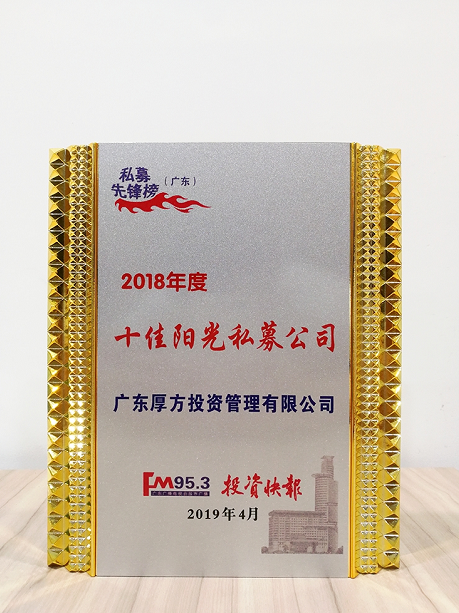 私募
先锋榜（广东）
2018年度
十佳阳光私募公司
广东厚方投资管理有限公司
FM95.3 投资快报
2019年4月